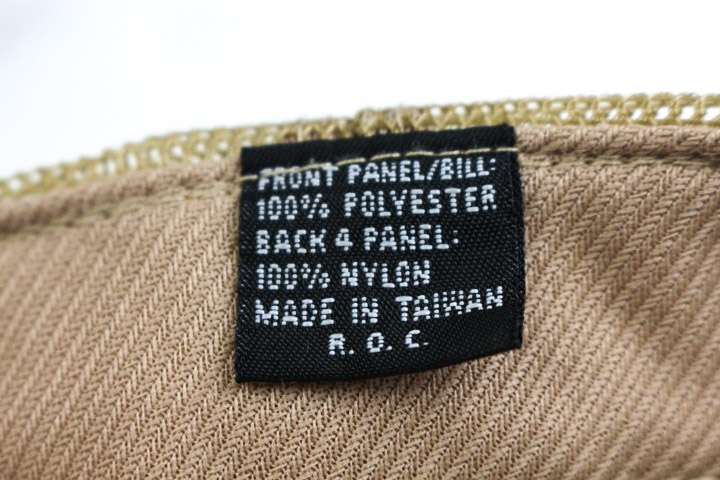 FRONT PANEL/BILL:
100% POLYESTER
BACK 4 PANEL:
100% NYLON
MADE IN TAIWAN
R. O. C.